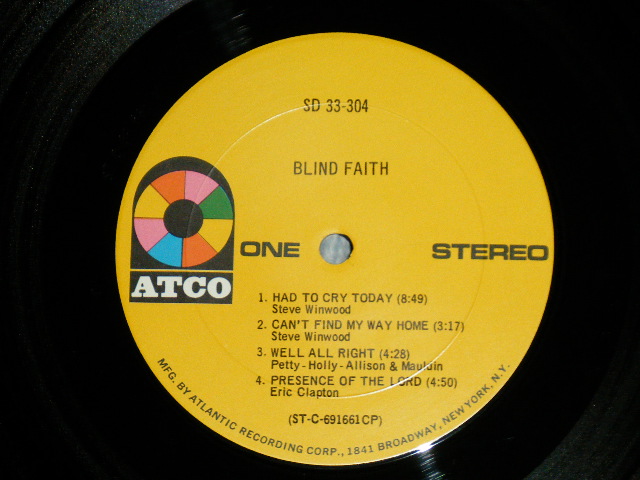 SD 33-304
BLIND FAITH
ATCO
ONE
STEREO
1. HAD TO CRY TODAY (8:49)
Steve Winwood
2. CAN'T FIND MY WAY HOME (3:17)
Steve Winwood
3. WELL ALL RIGHT (4:28)
Petty-Holly-Allison & Mauldin
4. PRESENCE OF THE LORD (4:50)
Eric Clapton
(ST-C-691661CP)
MFG. BY ATLANTIC RECORDING CORP., 1841 BROADWAY, NEW YORK, N.Y.